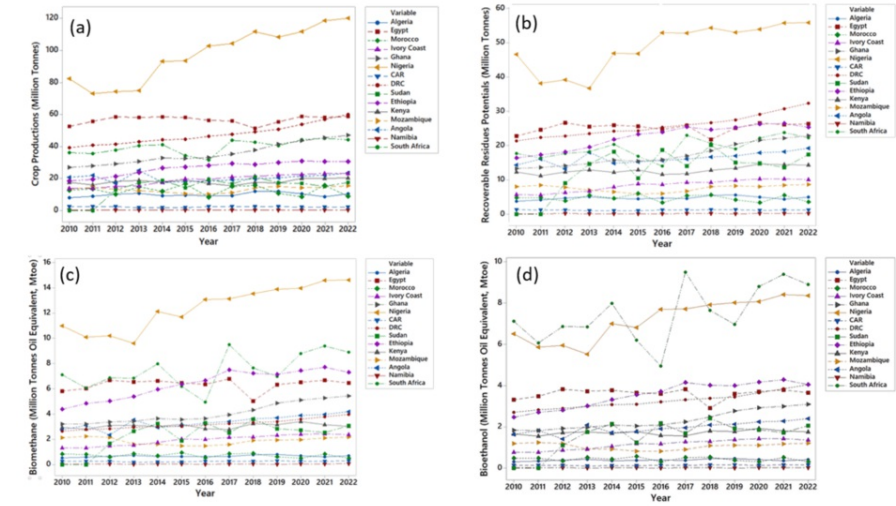 (a)
Crop Productions (Million Tonnes)
120
100
80
60
40
20
0
2010 2011 2012 2013 2014 2015 2016 2017 2018 2019 2020 2021 2022
Year
Variable
Algeria
Egypt
Morocco
Ivory Coast
Ghana
Nigeria
CAR
DRC
Sudan
Ethiopia
Kenya
Mozambique
Angola
Namibia
South Africa
(b)
Recoverable Residues Potentials (Million Tonnes)
60
50
40
30
20
10
0
2010 2011 2012 2013 2014 2015 2016 2017 2018 2019 2020 2021 2022
Year
Variable
Algeria
Egypt
Morocco
Ivory Coast
Ghana
Nigeria
CAR
DRC
Sudan
Ethiopia
Kenya
Mozambique
Angola
Namibia
South Africa
(c)
Biomethane (Million Tonnes Oil Equivalent, Mtoe)
16
14
12
10
8
6
4
2
0
2010 2011 2012 2013 2014 2015 2016 2017 2018 2019 2020 2021 2022
Year
Variable
Algeria
Egypt
Morocco
Ivory Coast
Ghana
Nigeria
CAR
DRC
Sudan
Ethiopia
Kenya
Mozambique
Angola
Namibia
South Africa
(d)
Bioethanol (Million Tonnes Oil Equivalent, Mtoe)
10
8
6
4
2
0
2010 2011 2012 2013 2014 2015 2016 2017 2018 2019 2020 2021 2022
Year
Variable
Algeria
Egypt
Morocco
Ivory Coast
Ghana
Nigeria
CAR
DRC
Sudan
Ethiopia
Kenya
Mozambique
Angola
Namibia
South Africa